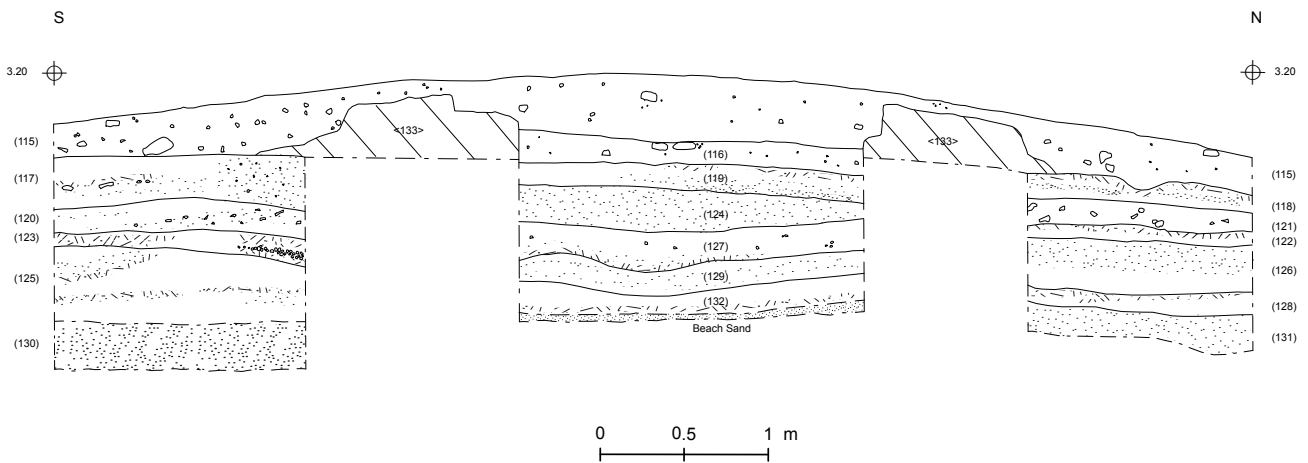 S N
3.20 3.20
<133> <133>
(115) (116) (115)
(117) (119)
(118)
(120) (124) (121)
(123) (127) (122)
(125) (129) (126)
(132) (128)
Beach Sand
(130) (131)
0 0.5 1 m